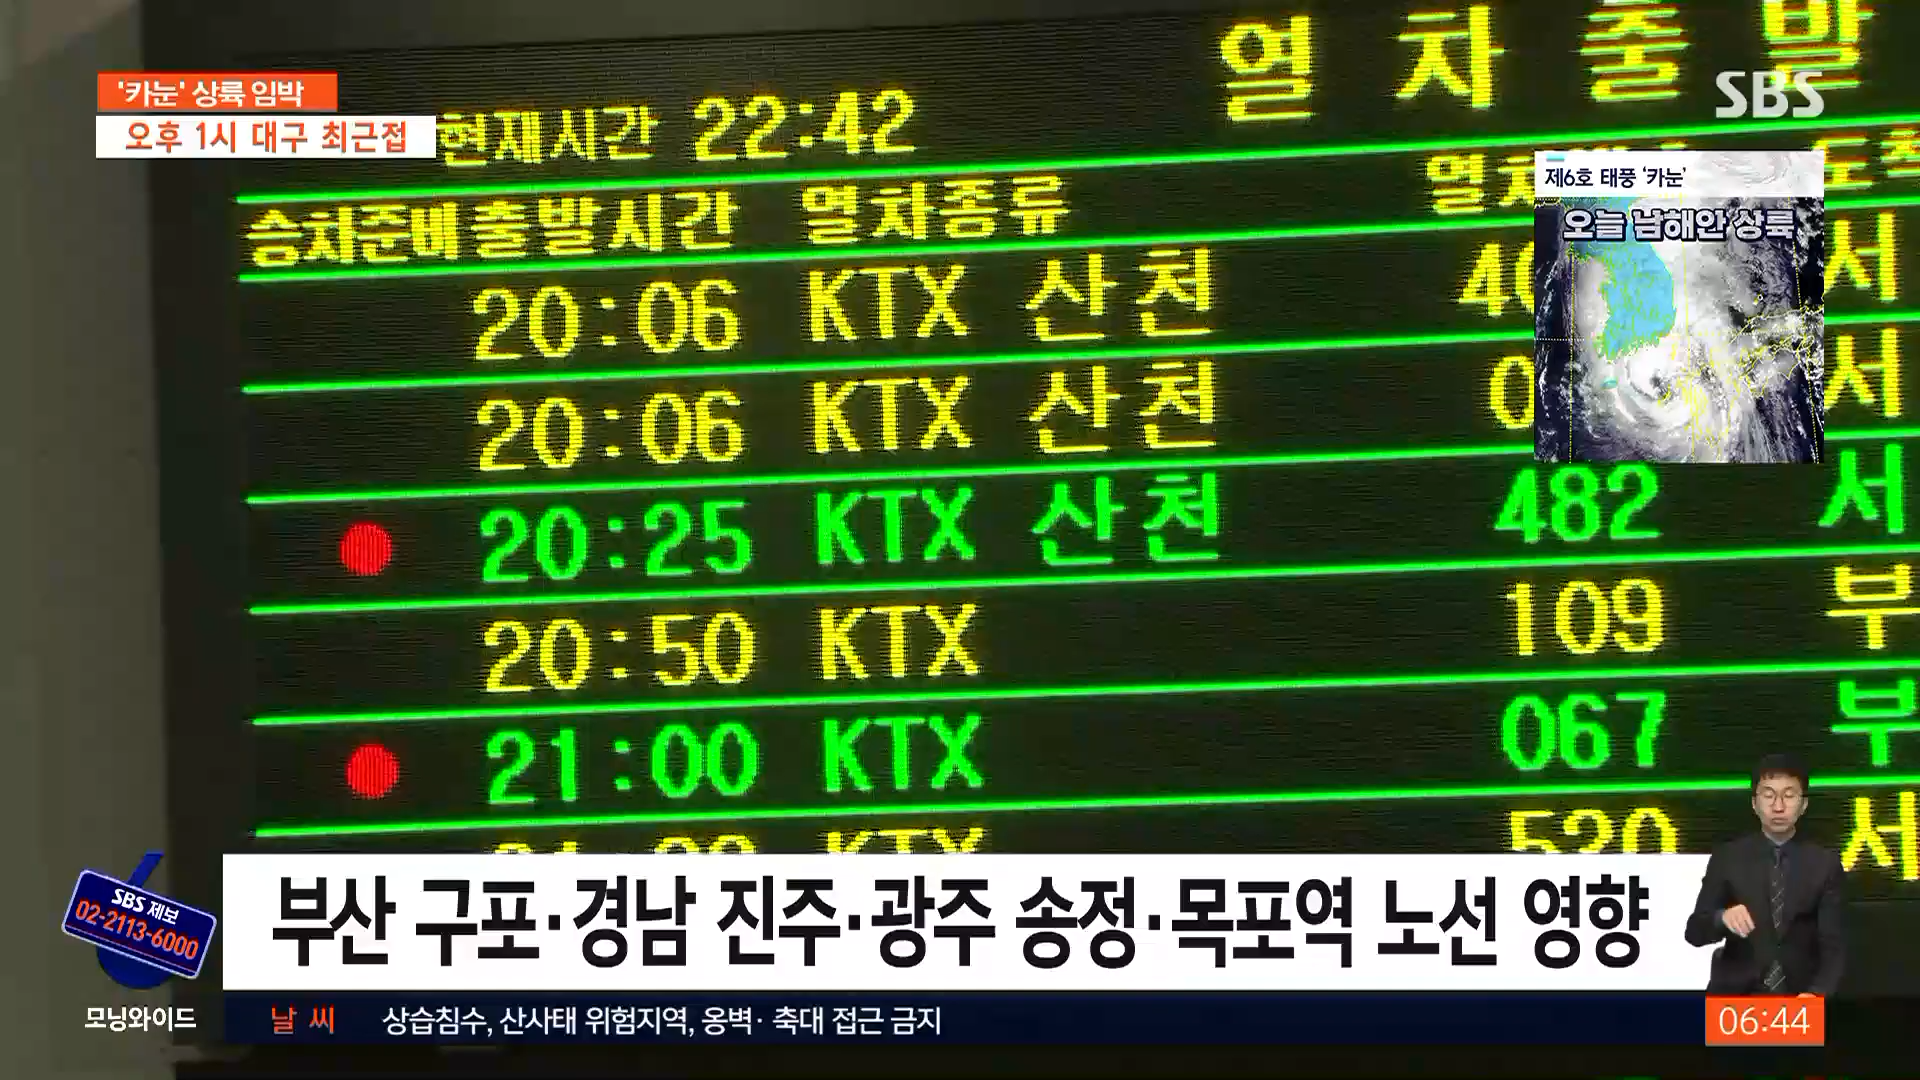 '카눈' 상륙 임박
오후 1시 대구 최근접
SBS
열차출발
현재시간 22:42
제6호 태풍 '카눈'
오늘 남해안 상륙
승차준비 출발시간 열차종류
20:06 KTX 산천 서
20:06 KTX 산천 서
20:25 KTX 산천 482 서
20:50 KTX 109 부
21:00 KTX 067 부
KTX 520 서
SBS 제보
02-2113-6000
부산 구포·경남 진주·광주 송정·목포역 노선 영향
모닝와이드
날씨 상습침수, 산사태 위험지역, 옹벽·축대 접근 금지
06:44